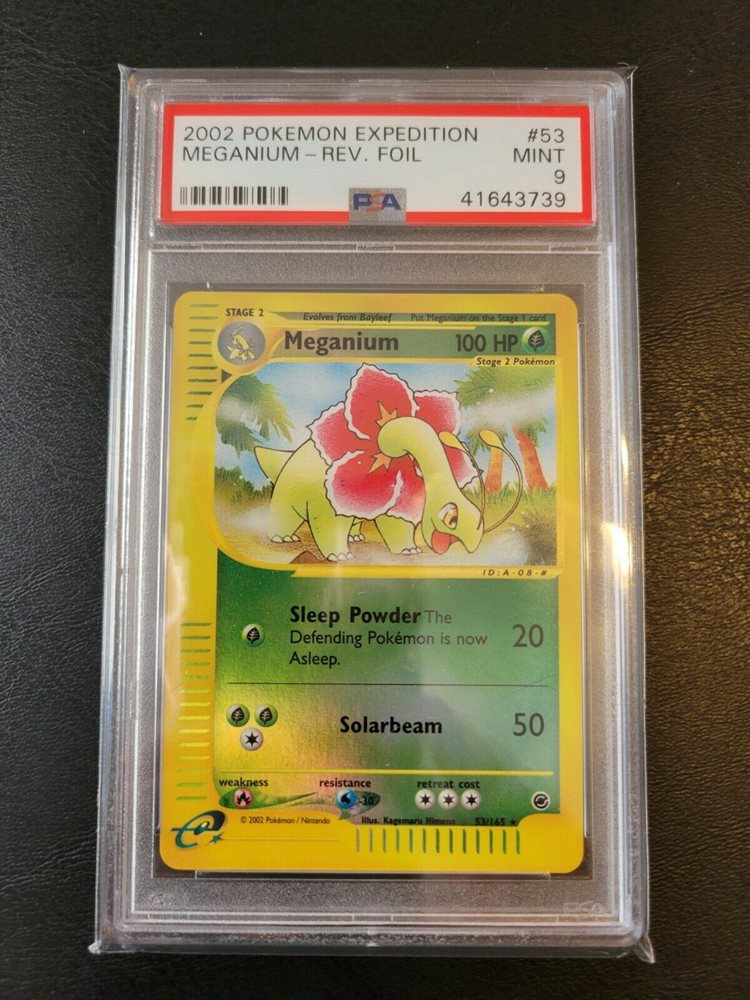 2002 POKEMON EXPEDITION #53
MEGANIUM - REV. FOIL MINT
9
PSA 41643739
STAGE 2 Evolves from Bayleef Put Meganium on the Stage 1 card
Meganium 100 HP
Stage 2 Pokémon
ID:A-08-#
Sleep Powder The
Defending Pokémon is now 20
Asleep.
Solarbeam 50
weakness resistance retreat cost
-30
© 2002 Pokémon / Nintendo Illus. Kagemaru Himeno 53/165 ★
e